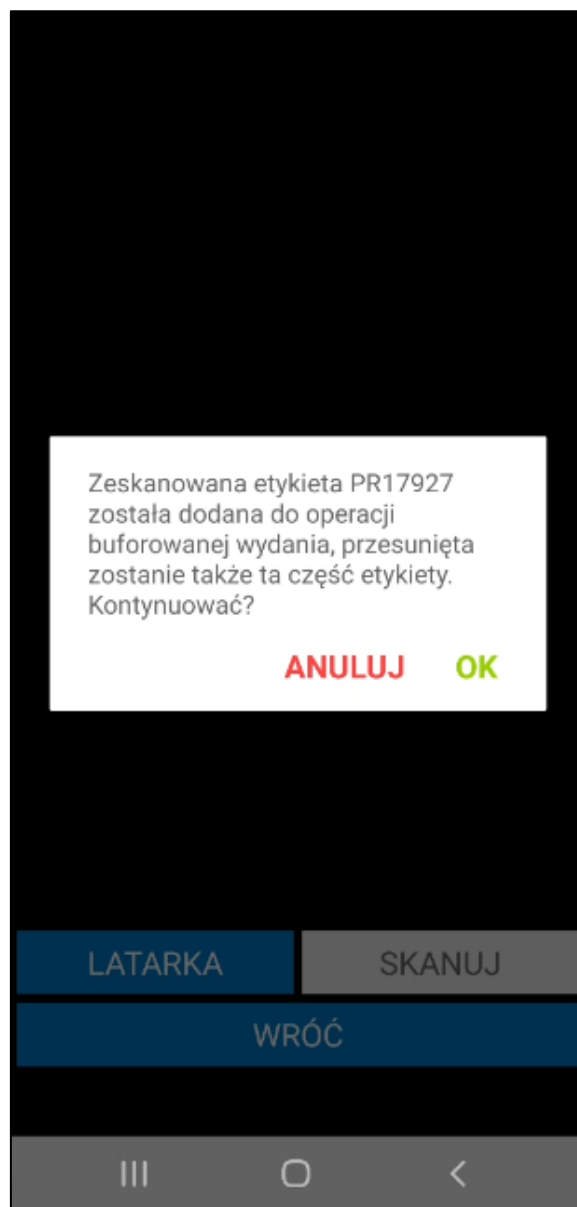 Zeskanowana etykieta PR17927
została dodana do operacji
buforowanej wydania, przesunięta
zostanie także ta część etykiety.
Kontynuować?
ANULUJ OK
LATARKA SKANUJ
WRÓĆ